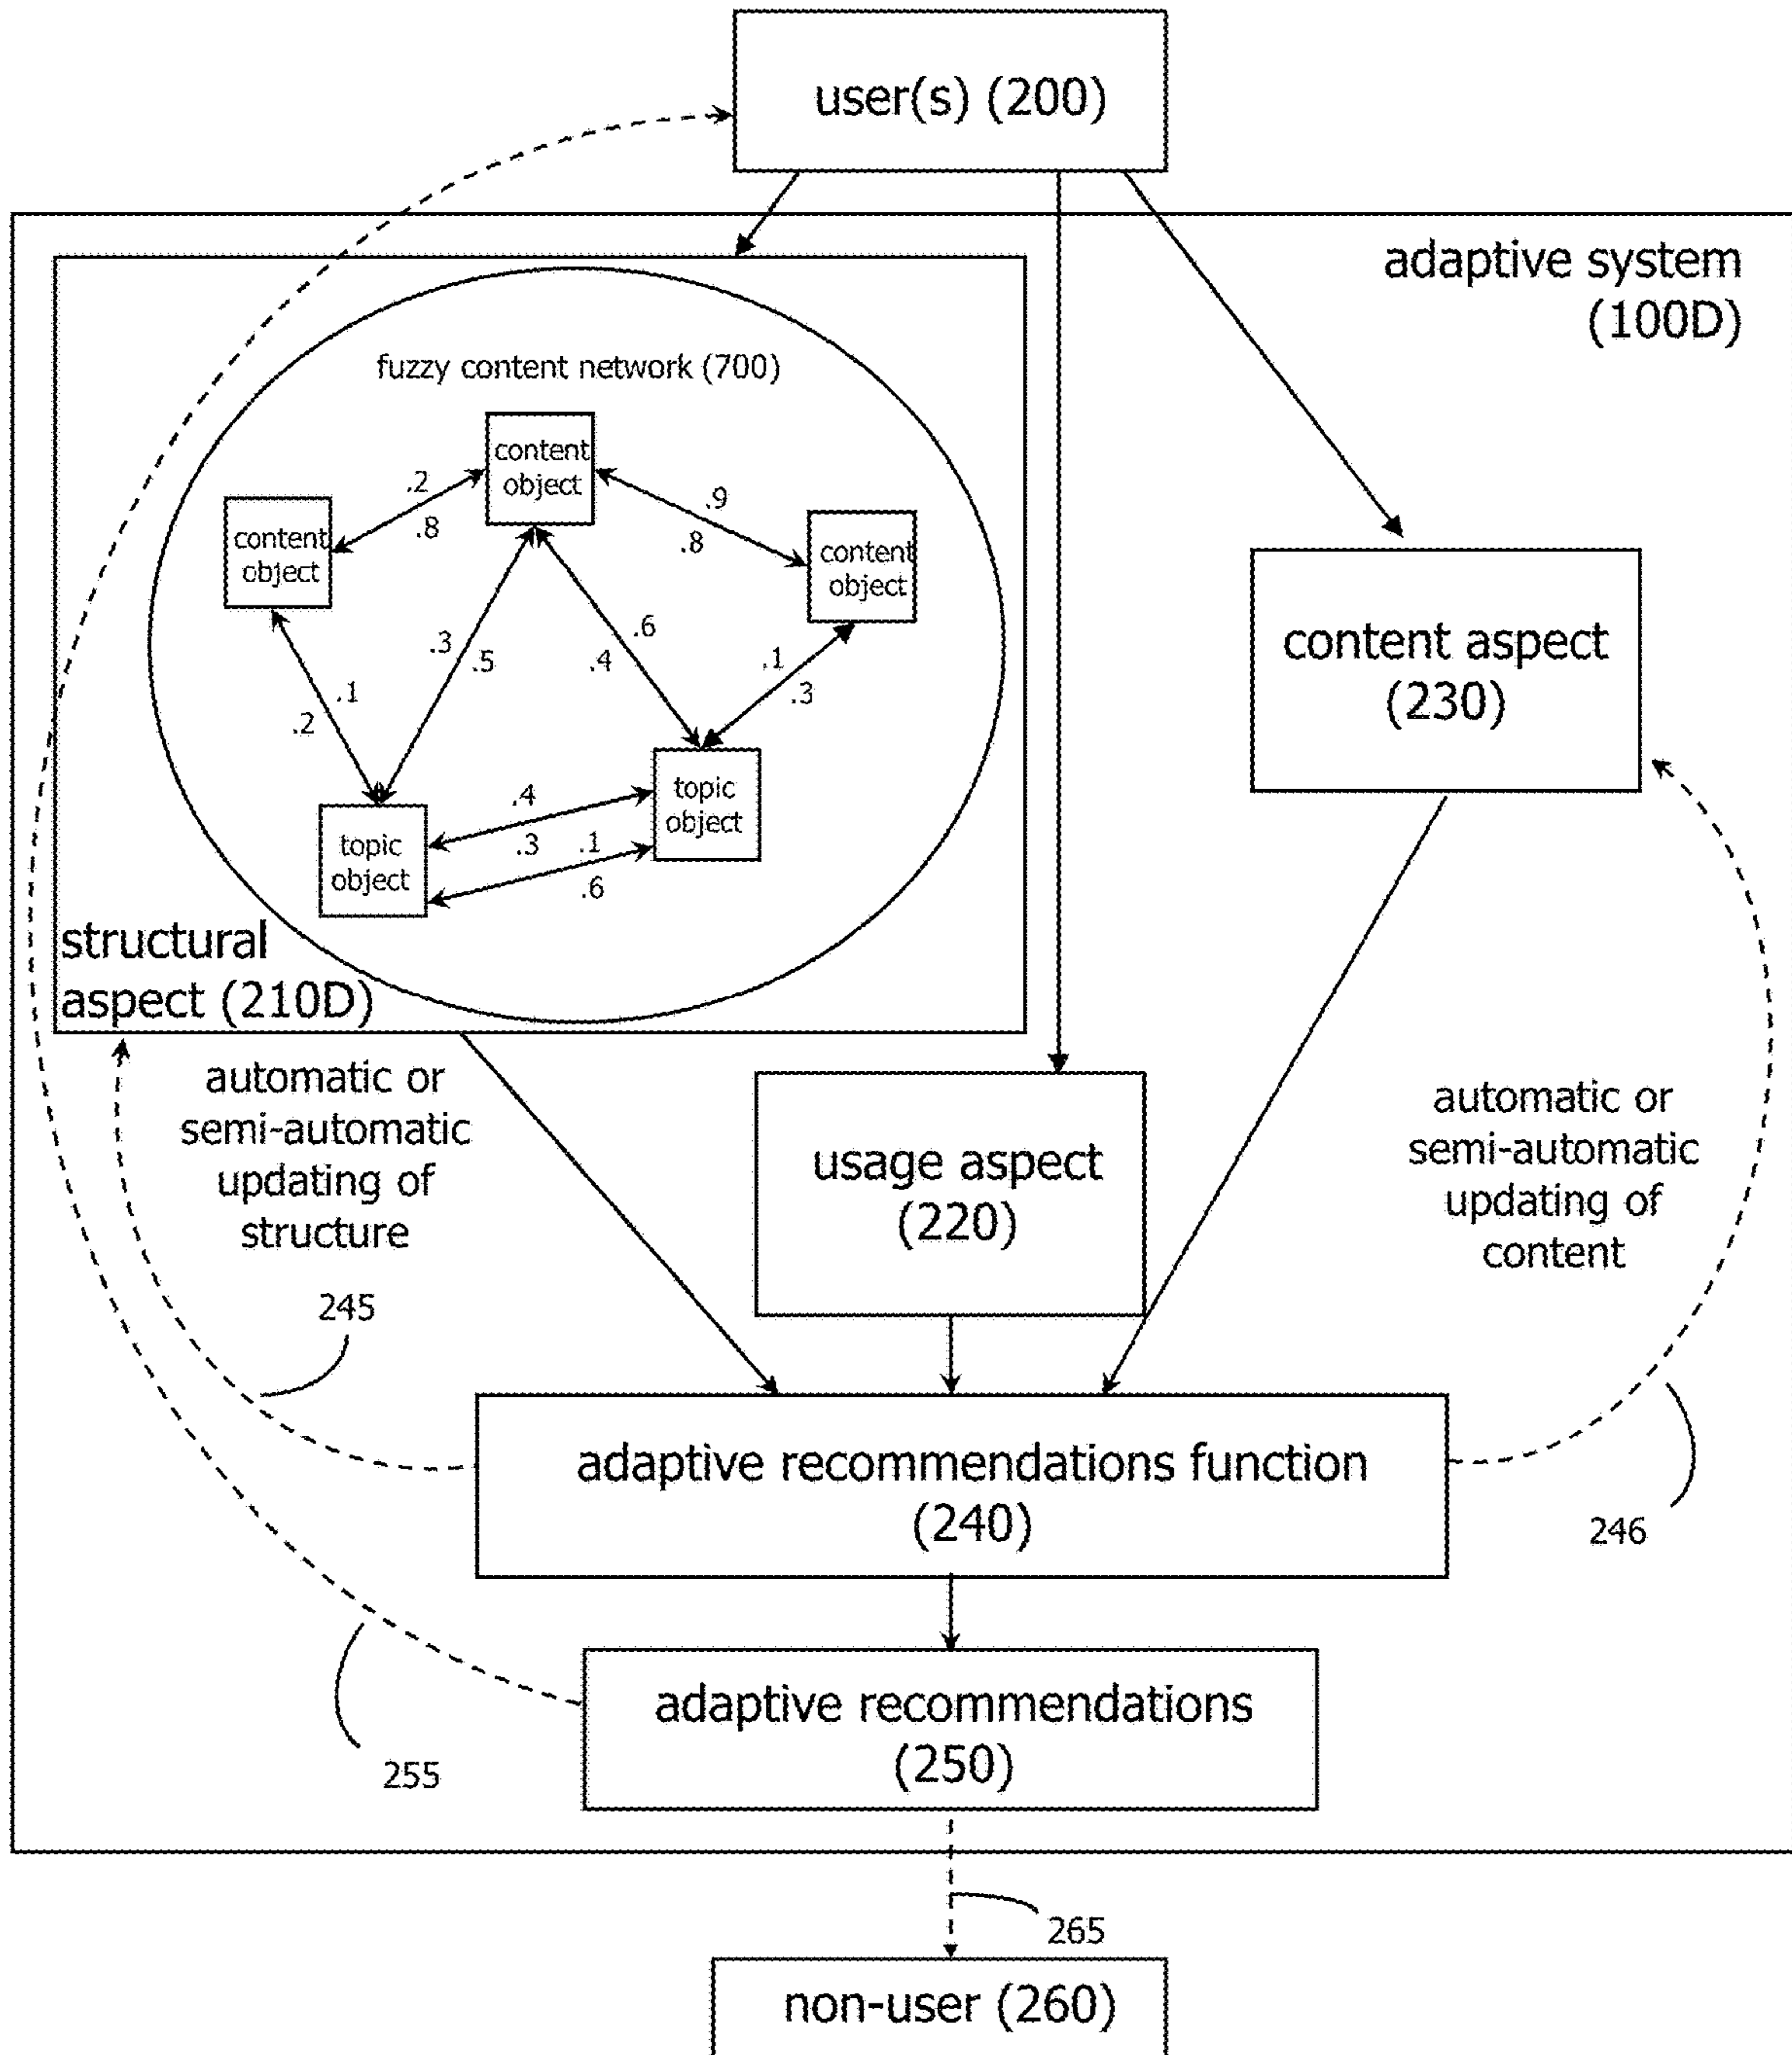 user(s) (200)
adaptive system
(100D)
fuzzy content network (700)
content
object
.2
.8
.9
.8
content
object
content
object
.3
.5
.6
.4
.1
.3
.1
.2
topic
object
.4
.3
.1
.6
topic
object
structural
aspect (210D)
content aspect
(230)
automatic or
semi-automatic
updating of
structure
245
usage aspect
(220)
automatic or
semi-automatic
updating of
content
246
adaptive recommendations function
(240)
adaptive recommendations
(250)
255
265
non-user (260)